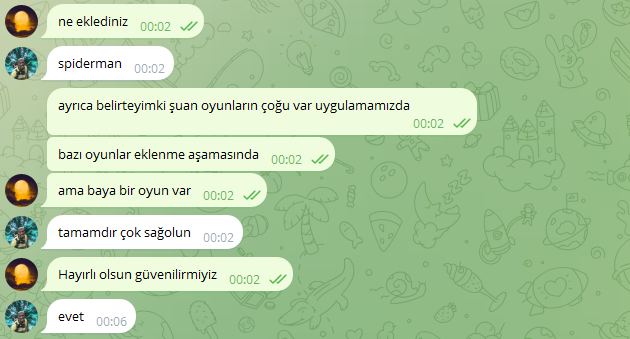 ne eklediniz
00:02
spiderman
00:02
ayrıca belirteyimki şuan oyunların çoğu var uygulamamızda
00:02
bazı oyunlar eklenme aşamasında
00:02
ama baya bir oyun var
00:02
tamamdır çok sağolun
00:02
Hayırlı olsun güvenilirmiyiz
00:02
evet
00:06